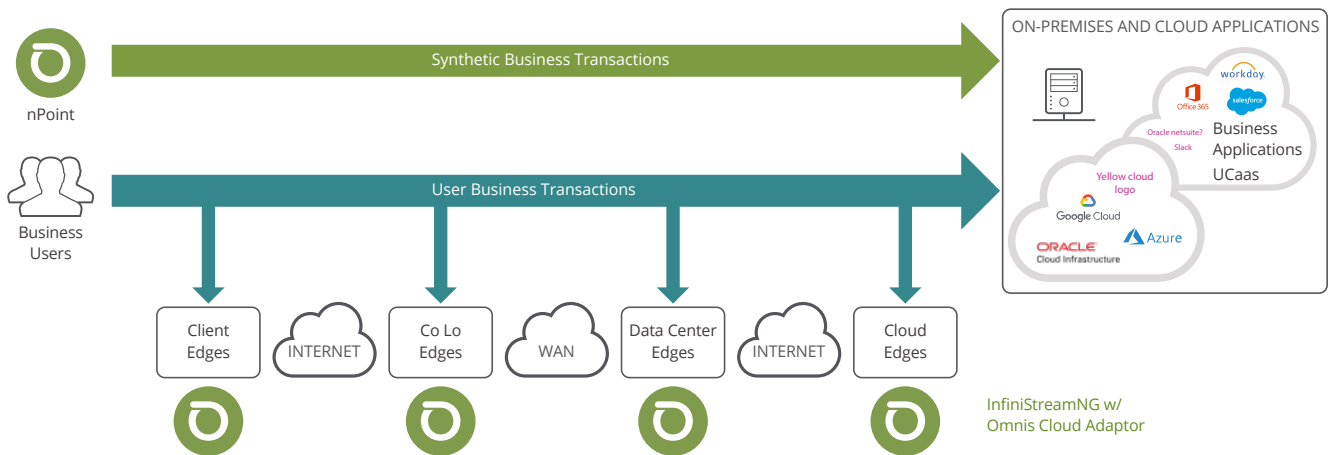 ON-PREMISES AND CLOUD APPLICATIONS
Synthetic Business Transactions
nPoint
workday.
Office 365
salesforce
Oracle netsuite?
Slack
Business
Applications
UCaas
User Business Transactions
Yellow cloud
logo
Google Cloud
Azure
ORACLE
Cloud Infrastructure
Business
Users
Client
Edges
INTERNET
Co Lo
Edges
WAN
Data Center
Edges
INTERNET
Cloud
Edges
InfiniStreamNG w/
Omnis Cloud Adaptor